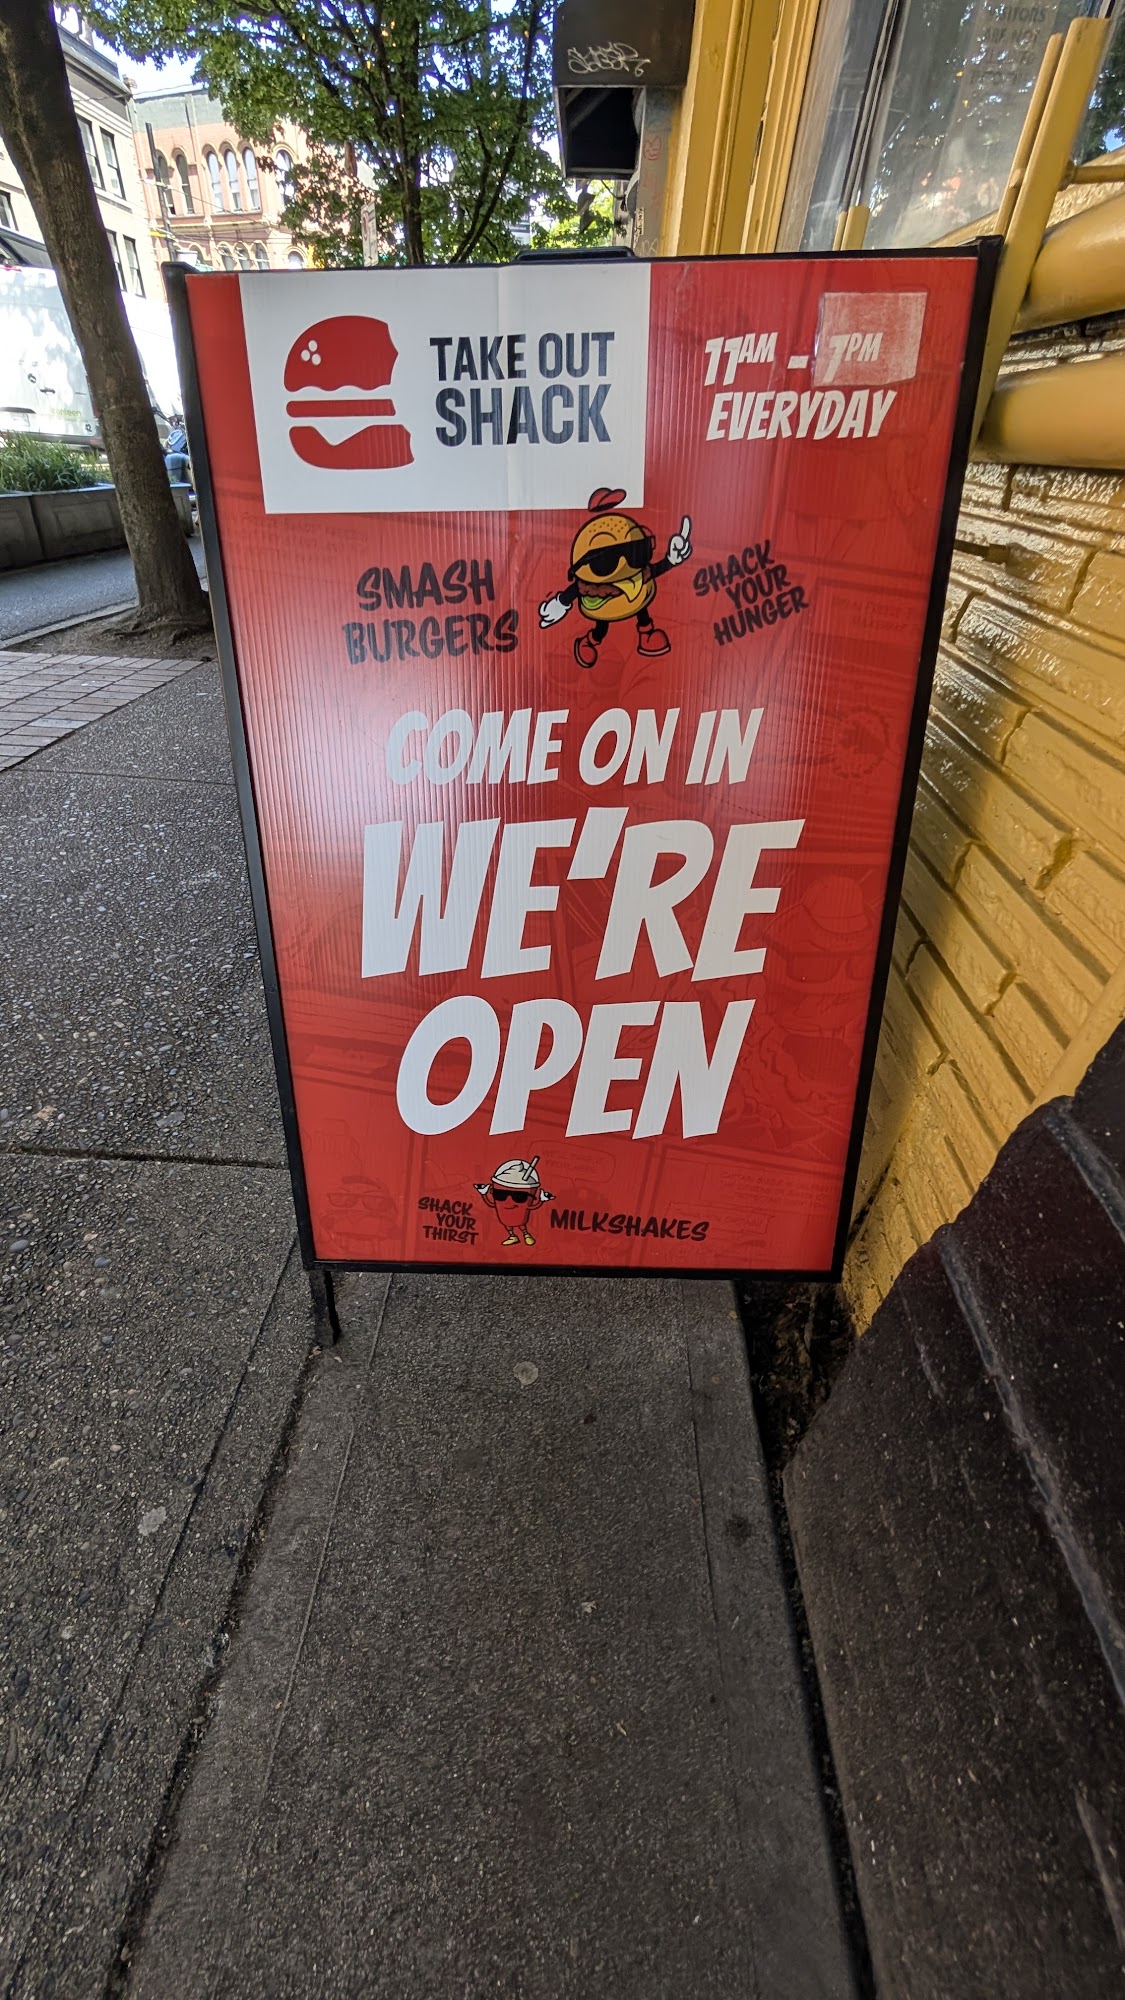 TAKE OUT
SHACK
11AM - 7PM
EVERYDAY
SMASH
BURGERS
SHACK
YOUR
HUNGER
COME ON IN
WE'RE
OPEN
SHACK
YOUR
THIRST
MILKSHAKES